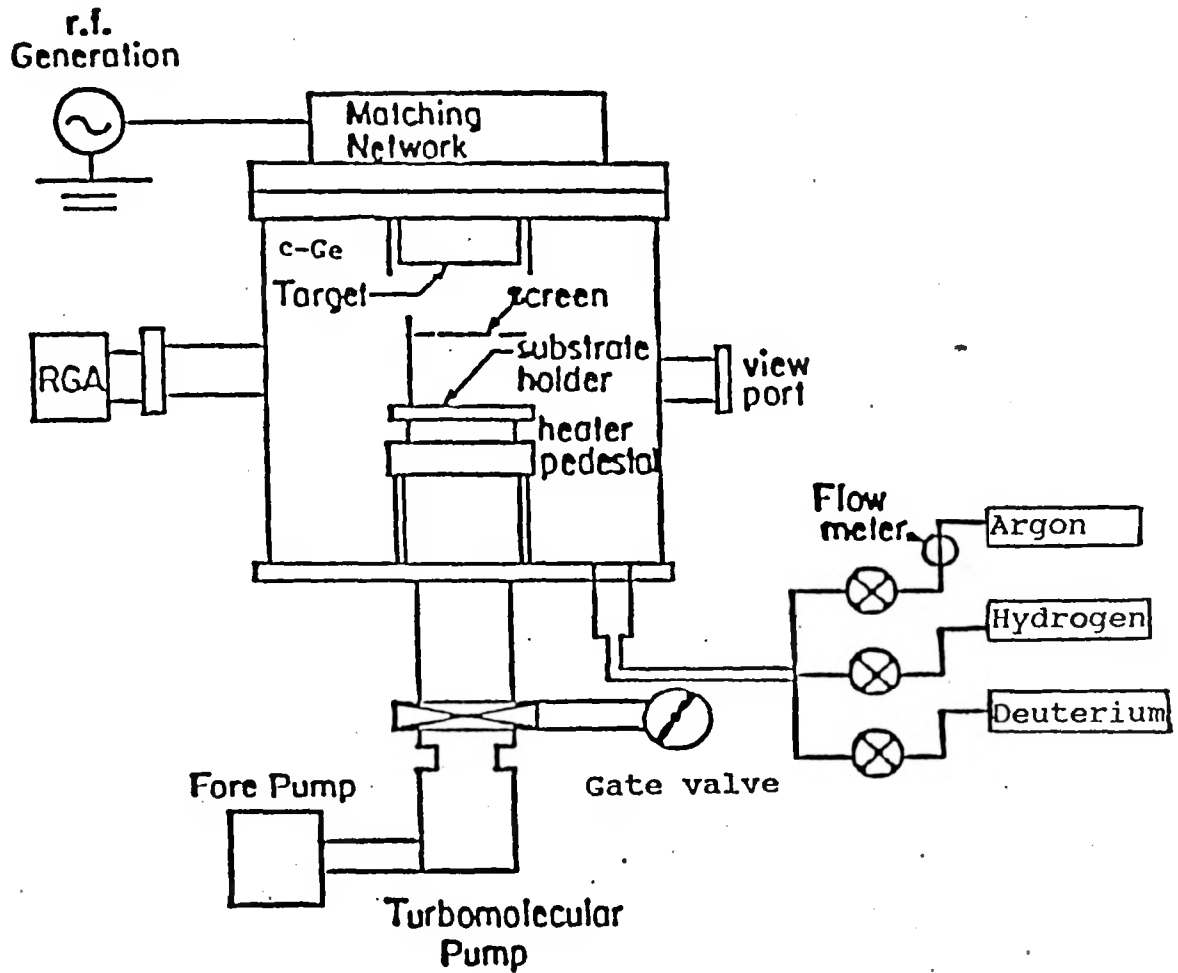 r.f.
Generation
Matching
Network
c-Ge
Target
screen
substrate
holder
RGA
view
port
heater
pedestal
Flow
meter
Argon
Hydrogen
Deuterium
Gate valve
Fore Pump
Turbomolecular
Pump